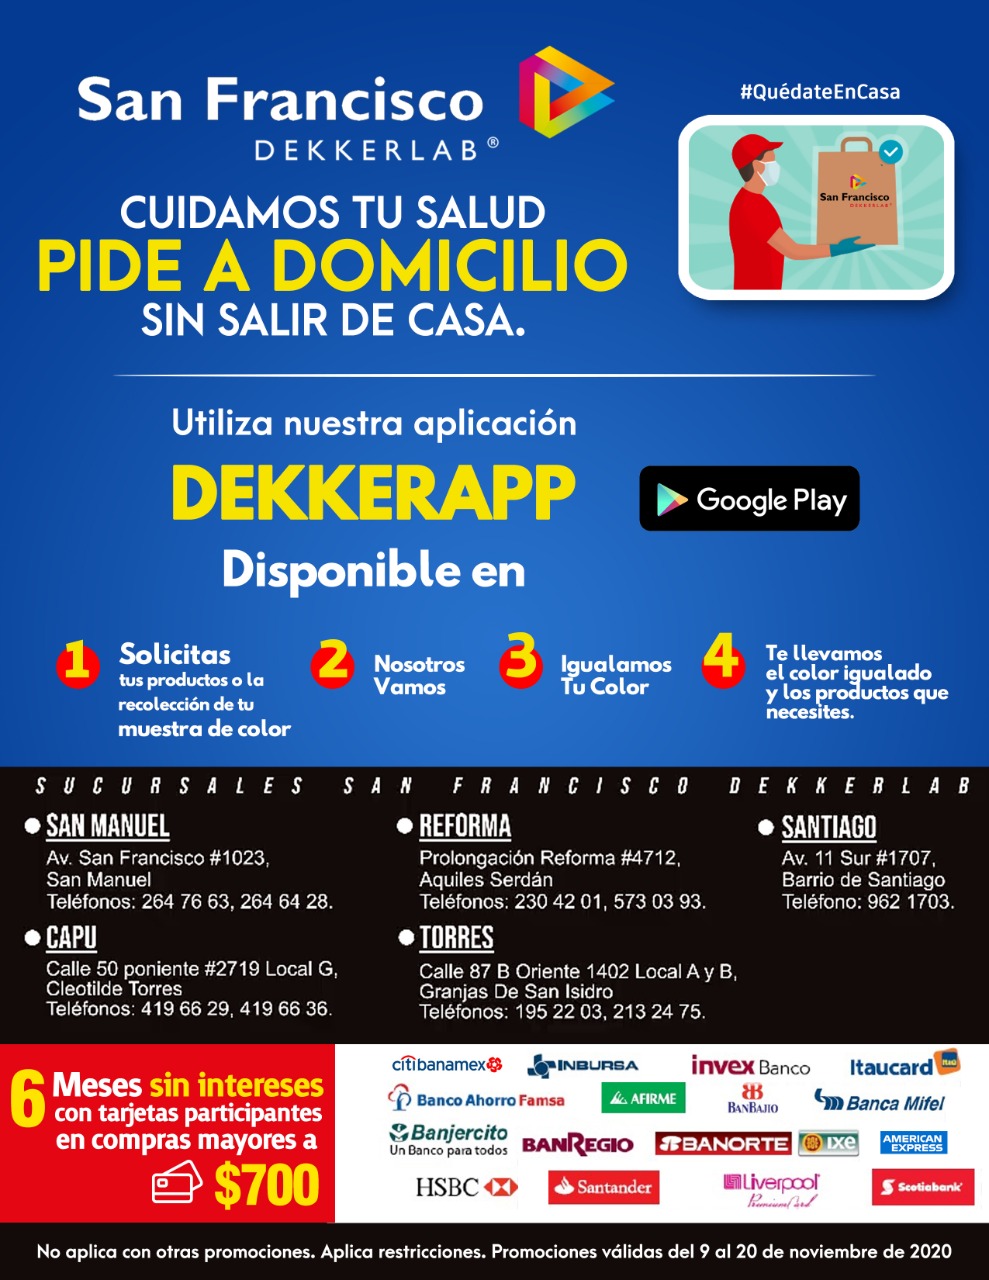 San Francisco
DEKKERLAB®
#QuédateEnCasa
San Francisco
DEKKERLAB
CUIDAMOS TU SALUD
PIDE A DOMICILIO
SIN SALIR DE CASA.
Utiliza nuestra aplicación
DEKKERAPP
Disponible en
Google Play
1 Solicitas
tus productos o la
recolección de tu
muestra de color
2 Nosotros
Vamos
3 Igualamos
Tu Color
4 Te llevamos
el color igualado
y los productos que
necesites.
SUCURSALES SAN FRANCISCO DEKKERLAB
SAN MANUEL
Av. San Francisco #1023,
San Manuel
Teléfonos: 264 76 63, 264 64 28.
REFORMA
Prolongación Reforma #4712,
Aquiles Serdán
Teléfonos: 230 42 01, 573 03 93.
SANTIAGO
Av. 11 Sur #1707,
Barrio de Santiago
Teléfono: 962 1703.
CAPU
Calle 50 poniente #2719 Local G,
Cleotilde Torres
Teléfonos: 419 66 29, 419 66 36.
TORRES
Calle 87 B Oriente 1402 Local A y B,
Granjas De San Isidro
Teléfonos: 195 22 03, 213 24 75.
6 Meses sin intereses
con tarjetas participantes
en compras mayores a
$700
citibanamex INBURSA invex Banco Itaucard Itaú
Banco Ahorro Famsa AFIRME BANBAJIO Banca Mifel
Banjercito
Un Banco para todos
BANREGIO BANORTE IXE AMERICAN EXPRESS
HSBC Santander Liverpool
Premium Card
Scotiabank
No aplica con otras promociones. Aplica restricciones. Promociones válidas del 9 al 20 de noviembre de 2020